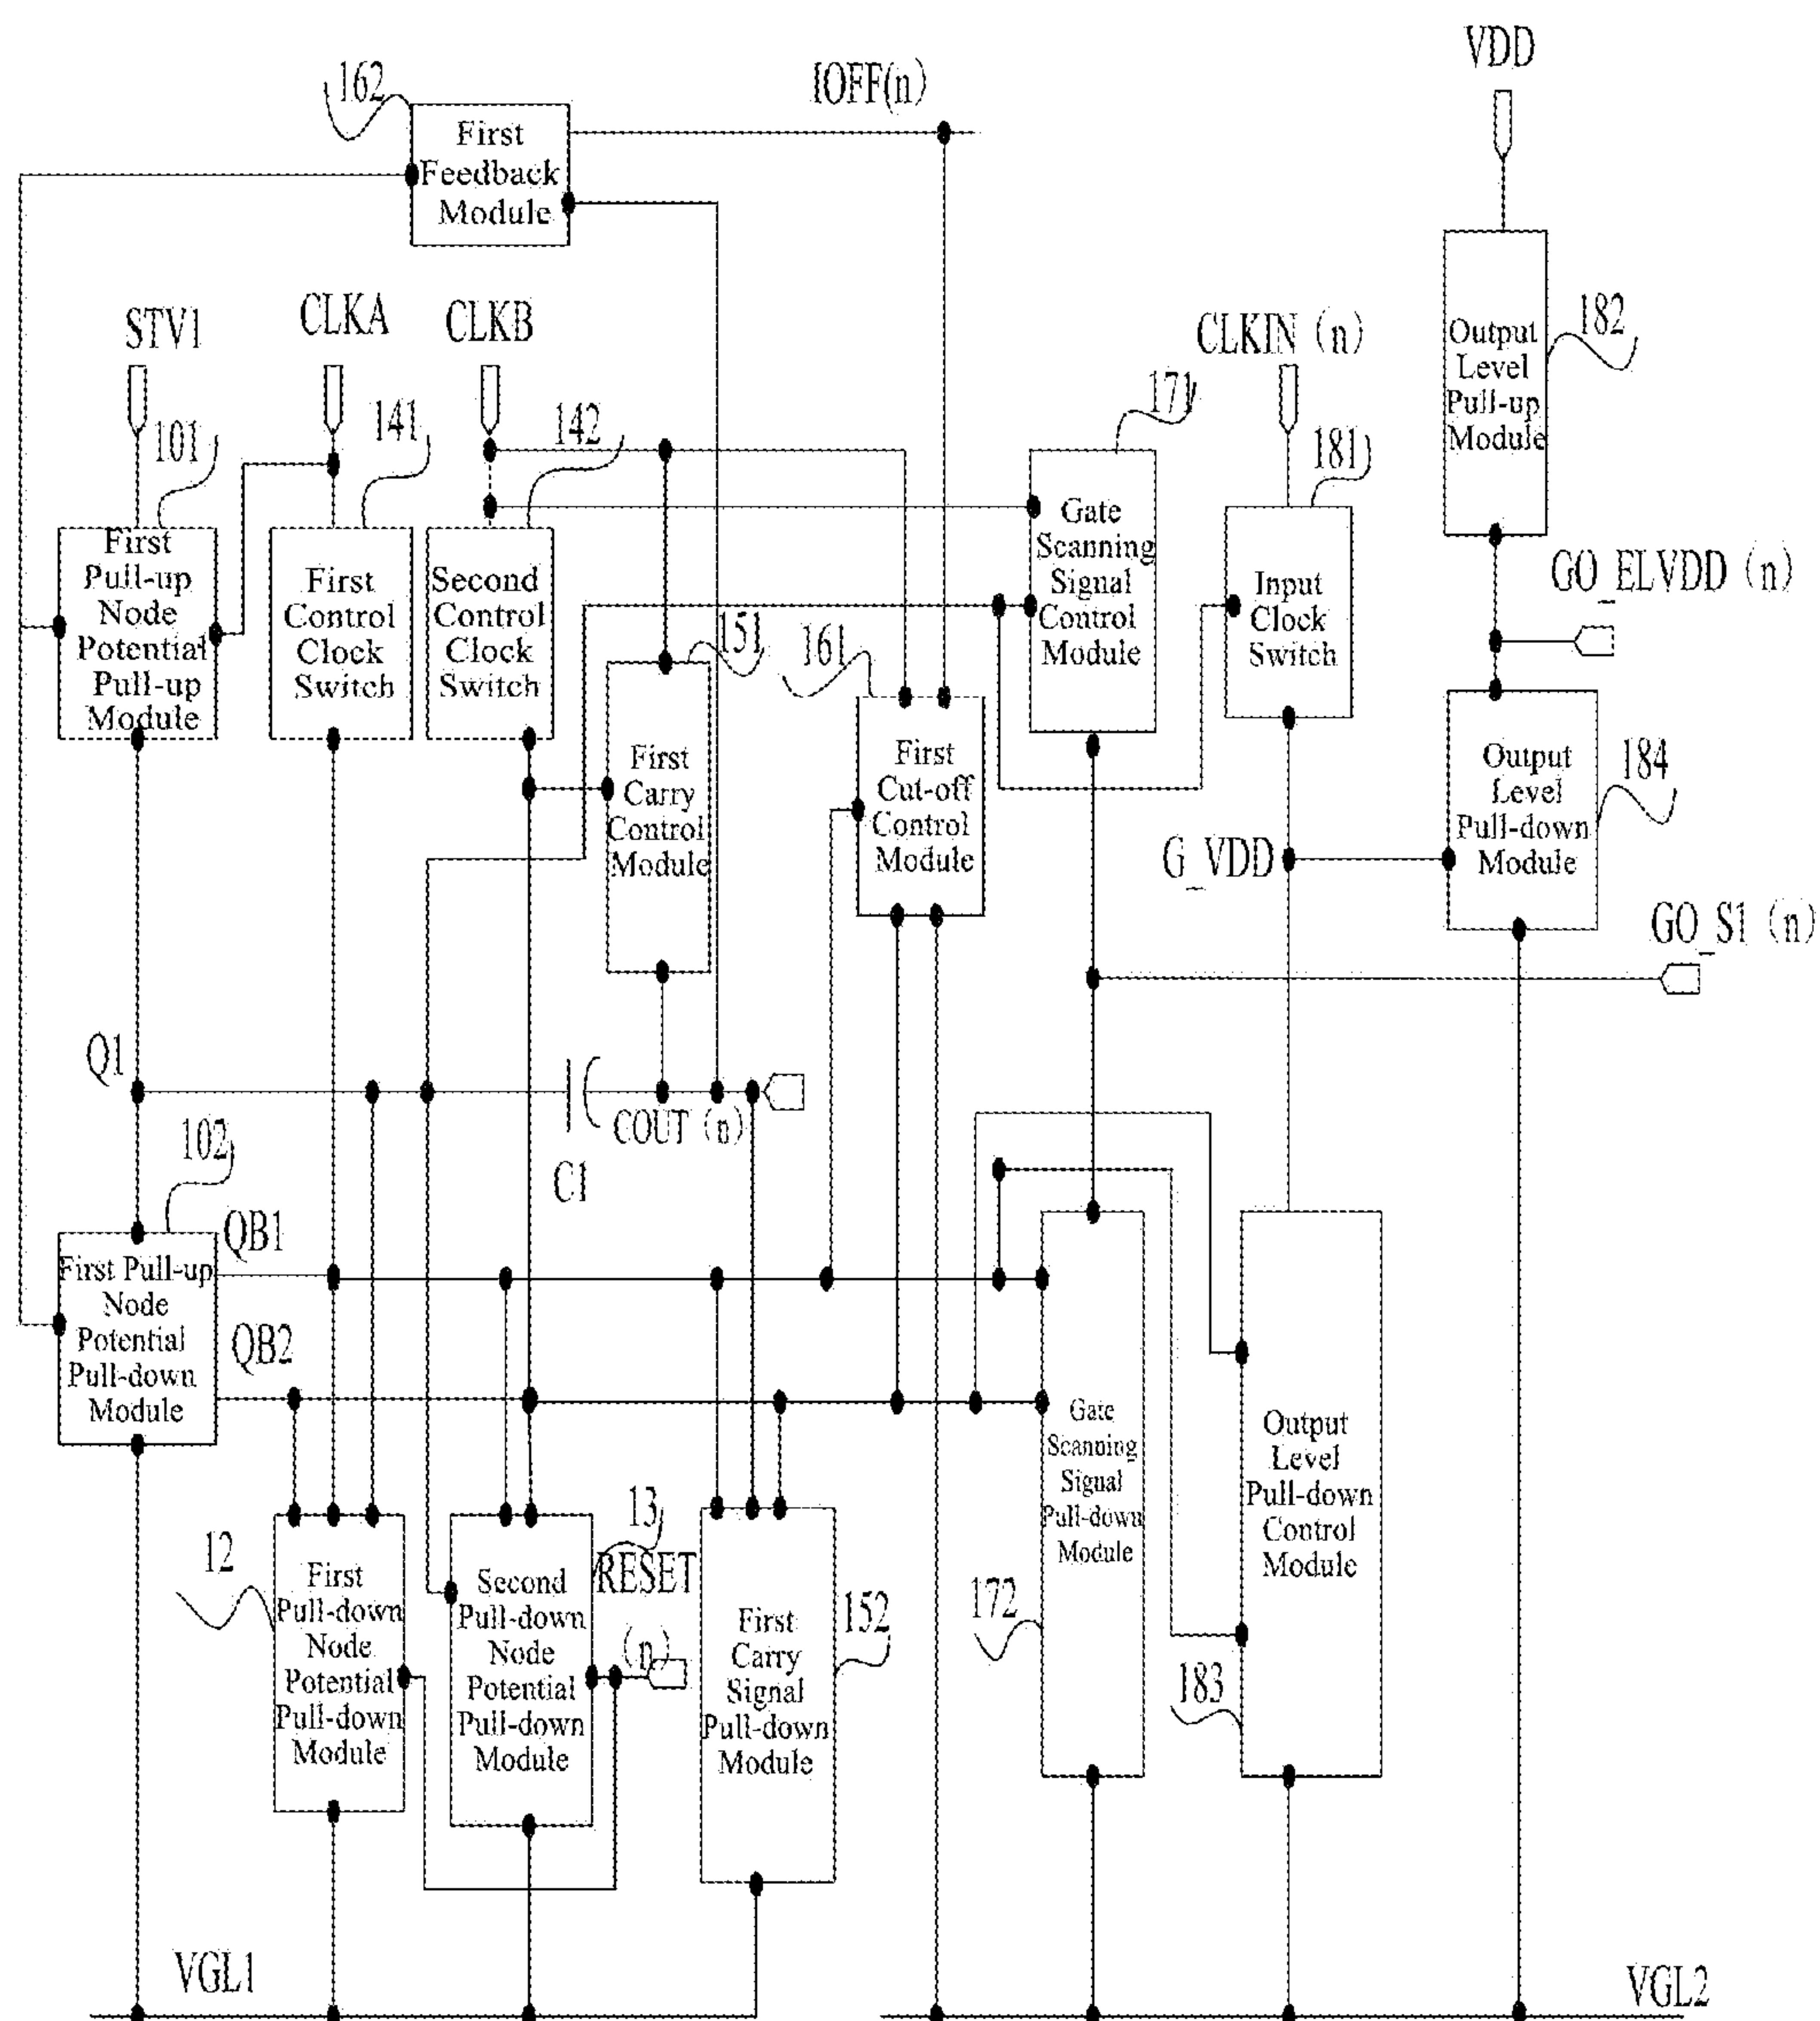 VDD
162
IOFF(n)
First
Feedback
Module
STV1
CLKA
CLKB
CLKIN (n)
182
Output
Level
Pull-up
Module
101
141
142
171
181
First
Pull-up
Node
Potential
Pull-up
Module
First
Control
Clock
Switch
Second
Control
Clock
Switch
Gate
Scanning
Signal
Control
Module
Input
Clock
Switch
GO_ELVDD (n)
151
161
First
Carry
Control
Module
First
Cut-off
Control
Module
Output
Level
Pull-down
Module
184
G_VDD
GO_S1 (n)
Q1
COUT (n)
C1
102
QB1
First Pull-up
Node
Potential
Pull-down
Module
QB2
Gate
Scanning
Signal
Pull-down
Module
Output
Level
Pull-down
Control
Module
12
First
Pull-down
Node
Potential
Pull-down
Module
13
Second
Pull-down
Node
Potential
Pull-down
Module
RESET
(n)
First
Carry
Signal
Pull-down
Module
152
172
183
VGL1
VGL2